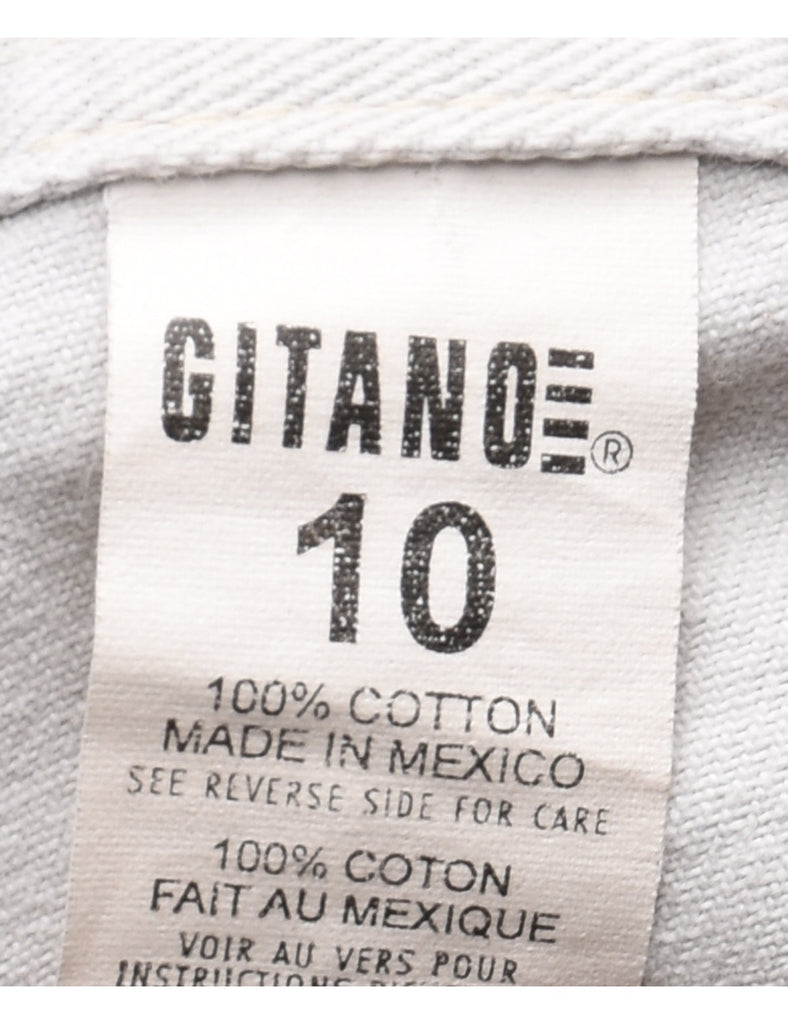 GITANO®
10
100% COTTON
MADE IN MEXICO
SEE REVERSE SIDE FOR CARE
100% COTON
FAIT AU MEXIQUE
VOIR AU VERS POUR
INSTRUCTIONS